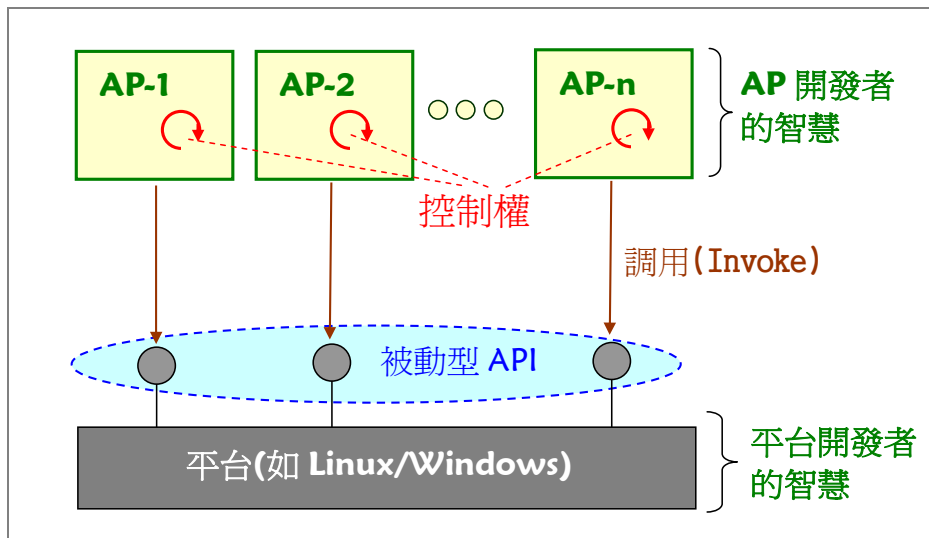 AP-1
AP-2
AP-n
AP 開發者
的智慧
控制權
調用(Invoke)
被動型 API
平台(如 Linux/Windows)
平台開發者
的智慧